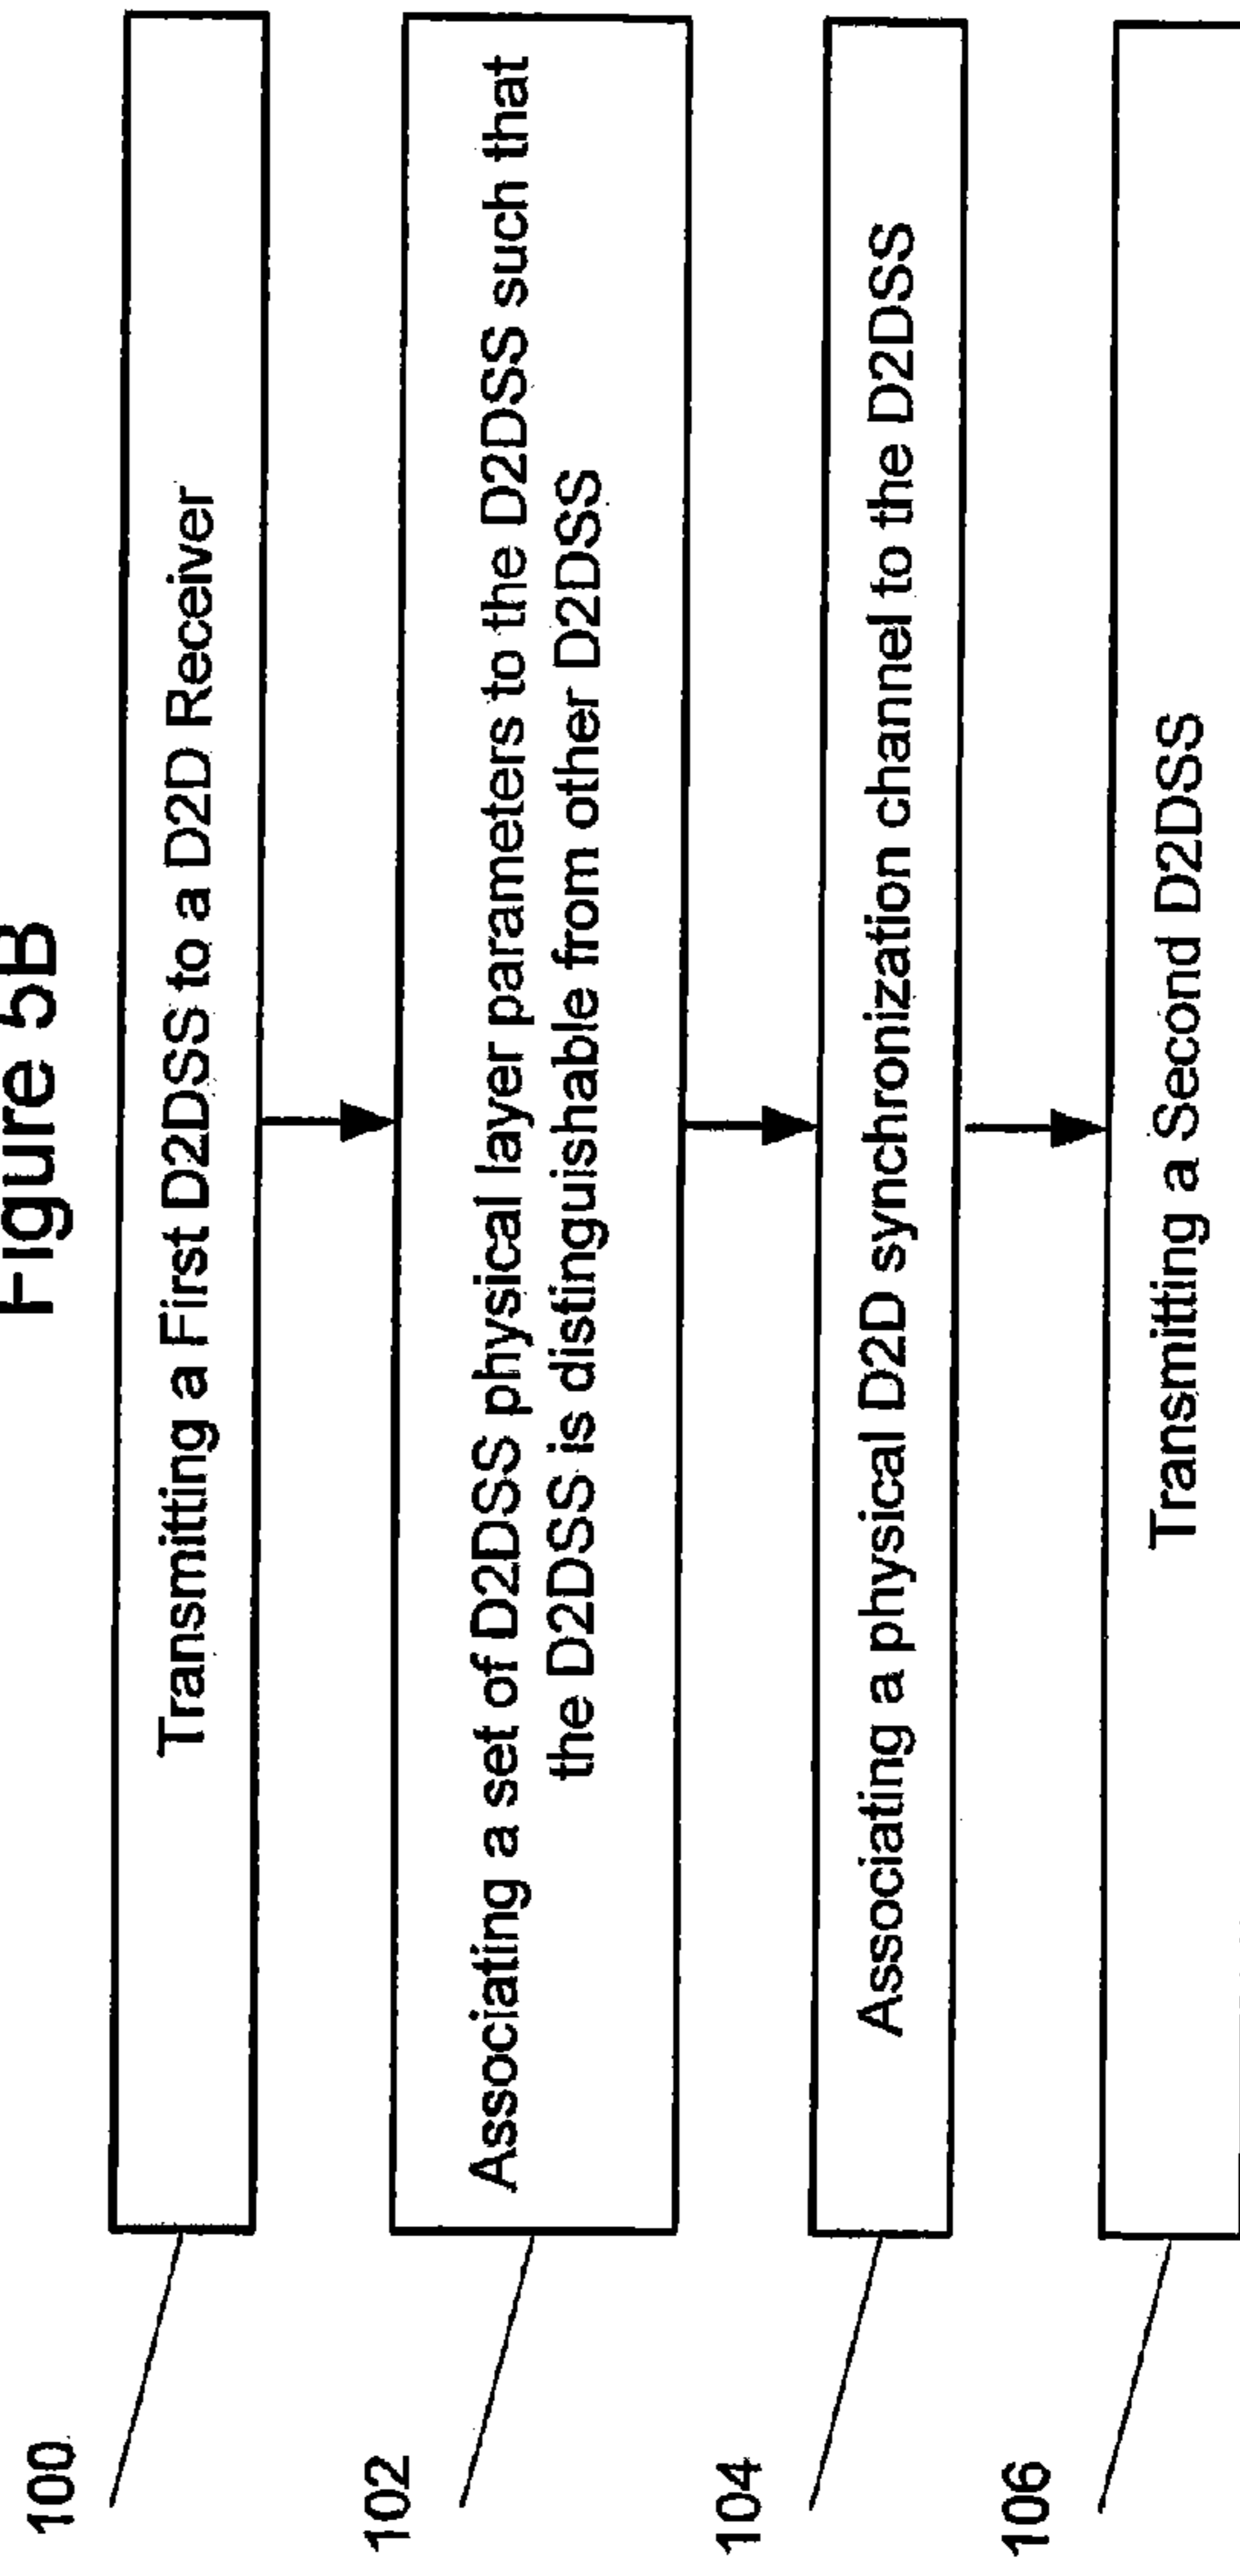 Figure 5B
100
Transmitting a First D2DSS to a D2D Receiver
102
Associating a set of D2DSS physical layer parameters to the D2DSS such that
the D2DSS is distinguishable from other D2DSS
104
Associating a physical D2D synchronization channel to the D2DSS
106
Transmitting a Second D2DSS